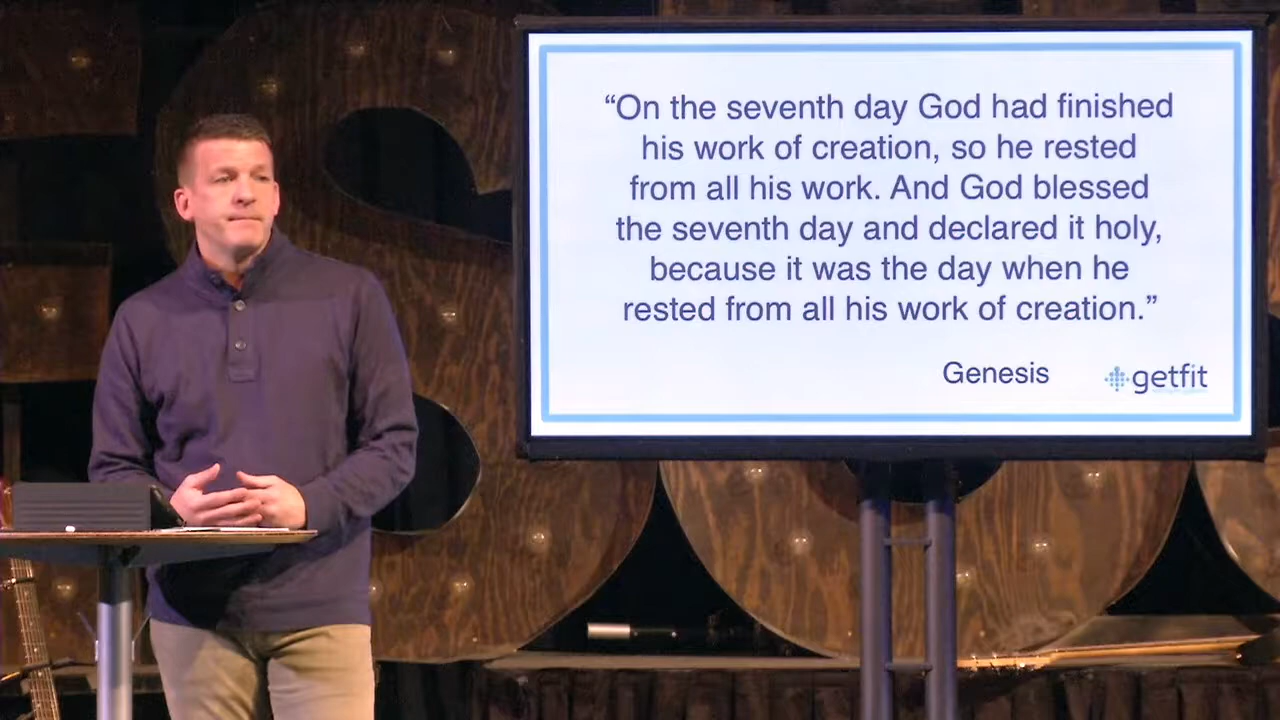 “On the seventh day God had finished
his work of creation, so he rested
from all his work. And God blessed
the seventh day and declared it holy,
because it was the day when he
rested from all his work of creation.”
Genesis
getfit